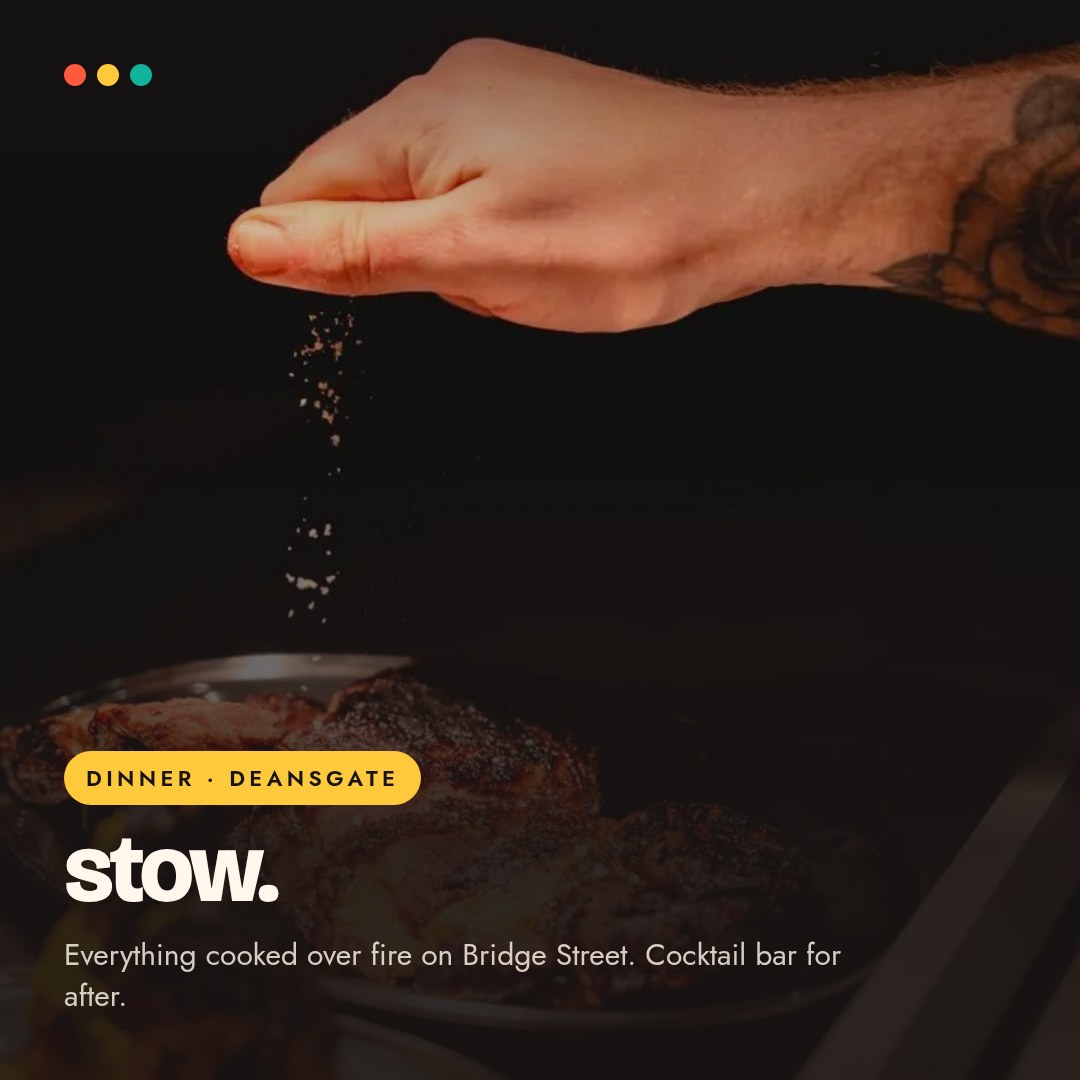 DINNER · DEANSGATE
stow.
Everything cooked over fire on Bridge Street. Cocktail bar for
after.